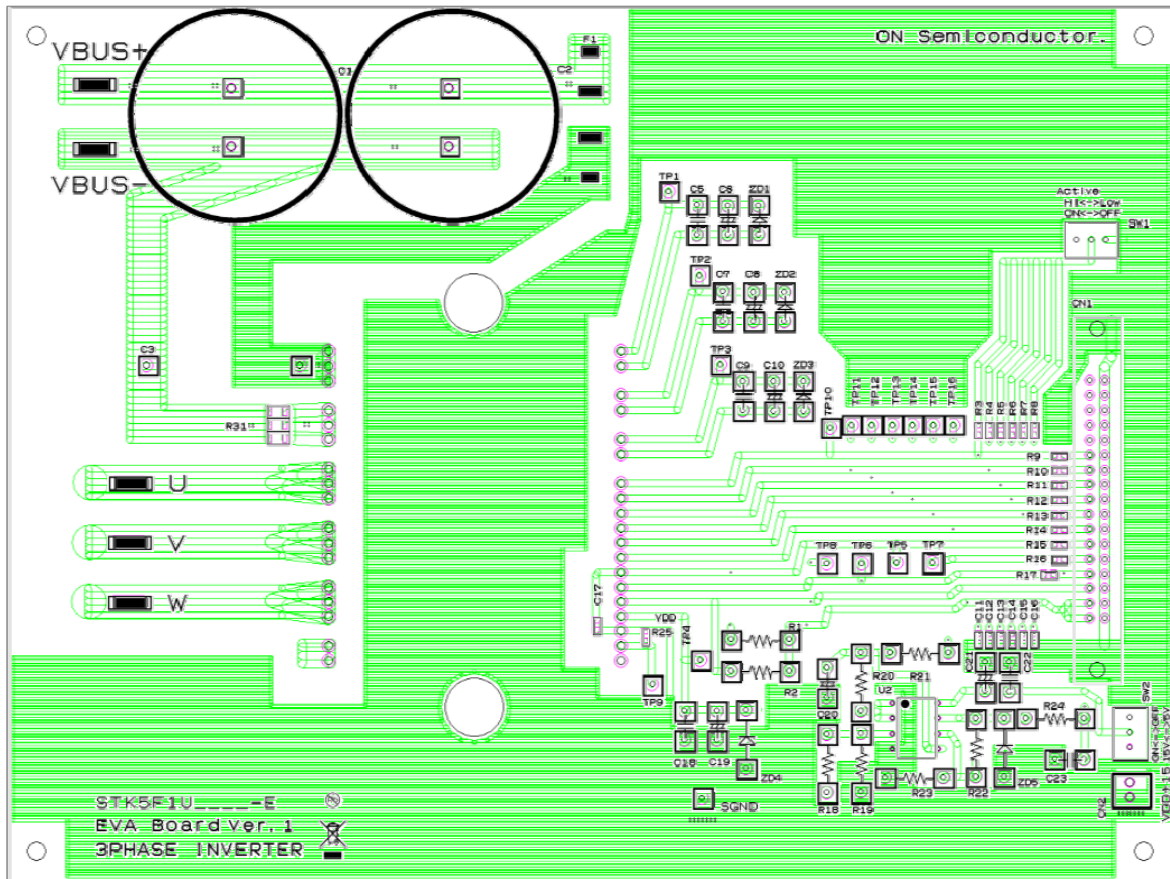 VBUS+
VBUS-
C1
C2
F1
ON Semiconductor.
TP1
C5
C6
ZD1
Active
HI<->Low
ON<->OFF
SW1
TP2
C7
C8
ZD2
CN1
C3
TP3
C9
C10
ZD3
TP10
TP11
TP12
TP13
TP14
TP15
TP16
R3
R4
R5
R6
R7
R8
R31
R9
R10
R11
R12
R13
R14
R15
R16
R17
U
V
W
TP8
TP6
TP5
TP7
C17
R25
VDD
TP4
R1
R2
TP9
C11
C12
C13
C14
C15
C16
C21
C22
R20
R21
U2
C20
R24
SW2
ON<->OFF
C18
C19
ZD4
R18
R19
R23
R22
ZD5
C23
CN2
SGND
STK5F1U____-E
Pb
EVA Board Ver. 1
3PHASE INVERTER